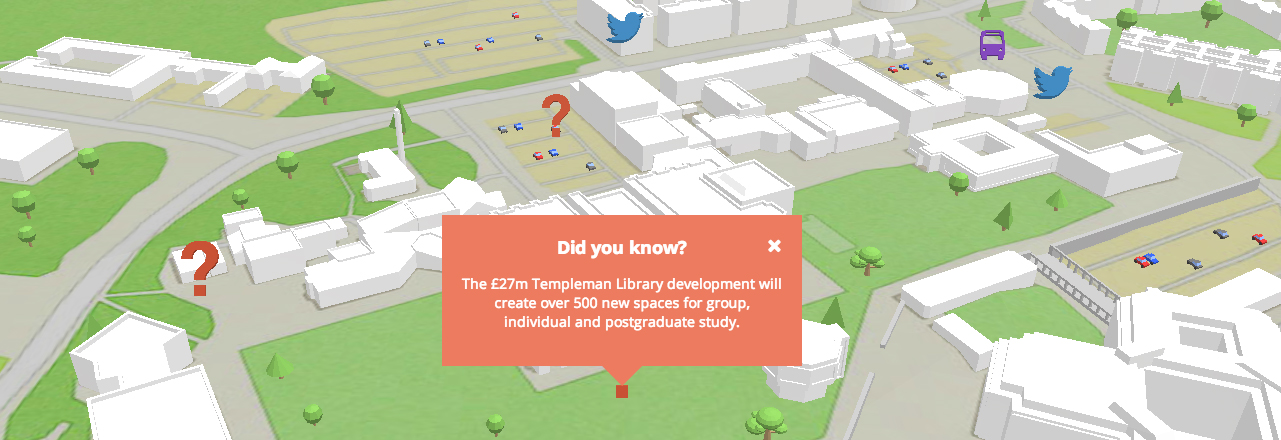 Did you know?
The £27m Templeman Library development will
create over 500 new spaces for group,
individual and postgraduate study.